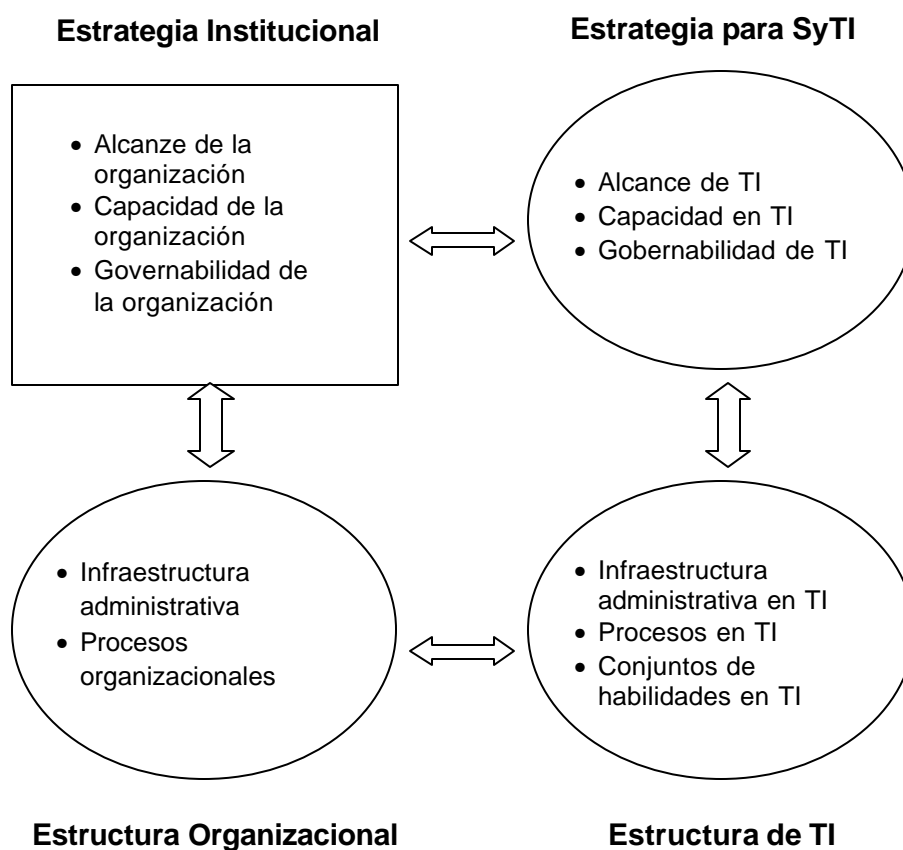 Estrategia Institucional
Estrategia para SyTI
• Alcanze de la
organización
• Capacidad de la
organización
• Governabilidad de
la organización
• Alcance de TI
• Capacidad en TI
• Gobernabilidad de TI
• Infraestructura
administrativa
• Procesos
organizacionales
• Infraestructura
administrativa en TI
• Procesos en TI
• Conjuntos de
habilidades en TI
Estructura Organizacional
Estructura de TI